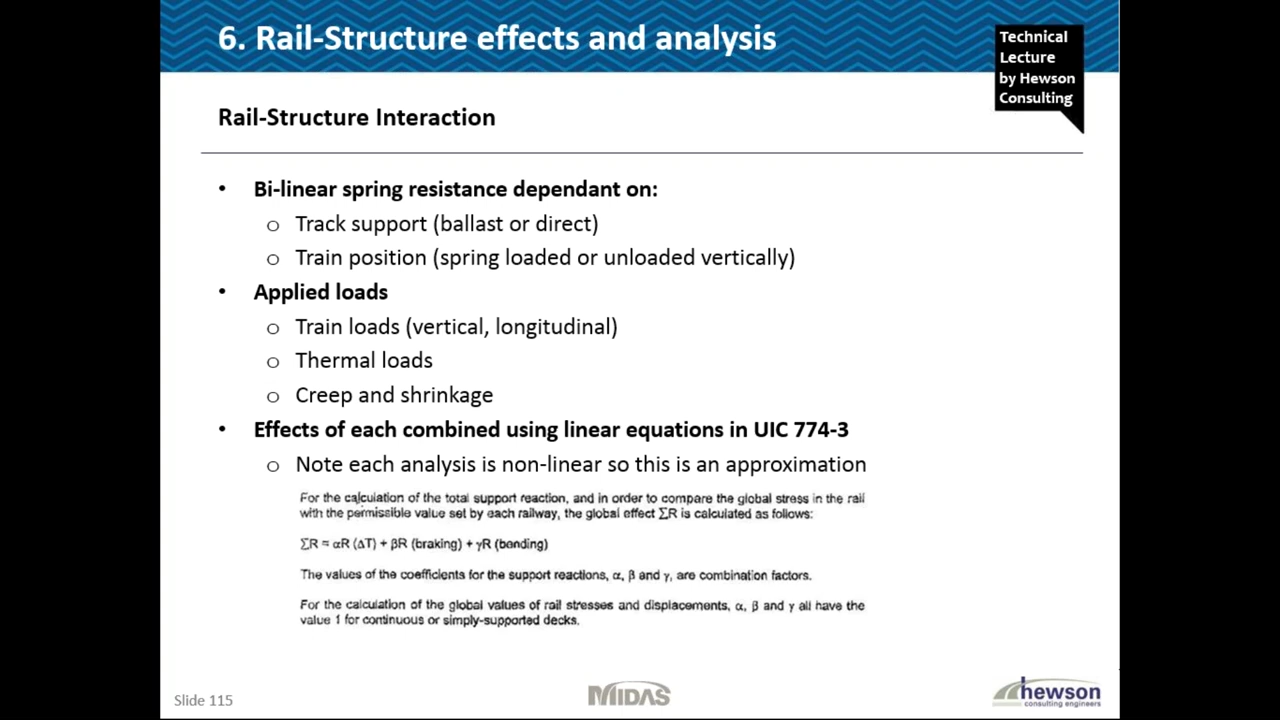 6. Rail-Structure effects and analysis
Technical
Lecture
by Hewson
Consulting
Rail-Structure Interaction
• Bi-linear spring resistance dependant on:
o Track support (ballast or direct)
o Train position (spring loaded or unloaded vertically)
• Applied loads
o Train loads (vertical, longitudinal)
o Thermal loads
o Creep and shrinkage
• Effects of each combined using linear equations in UIC 774-3
o Note each analysis is non-linear so this is an approximation
For the calculation of the total support reaction, and in order to compare the global stress in the rail
with the permissible value set by each railway, the global effect ΣR is calculated as follows:
ΣR = αR (ΔT) + βR (braking) + γR (bending)
The values of the coefficients for the support reactions, α, β and γ, are combination factors.
For the calculation of the global values of rail stresses and displacements, α, β and γ all have the
value 1 for continuous or simply-supported decks.
Slide 115
MIDAS
hewson
consulting engineers